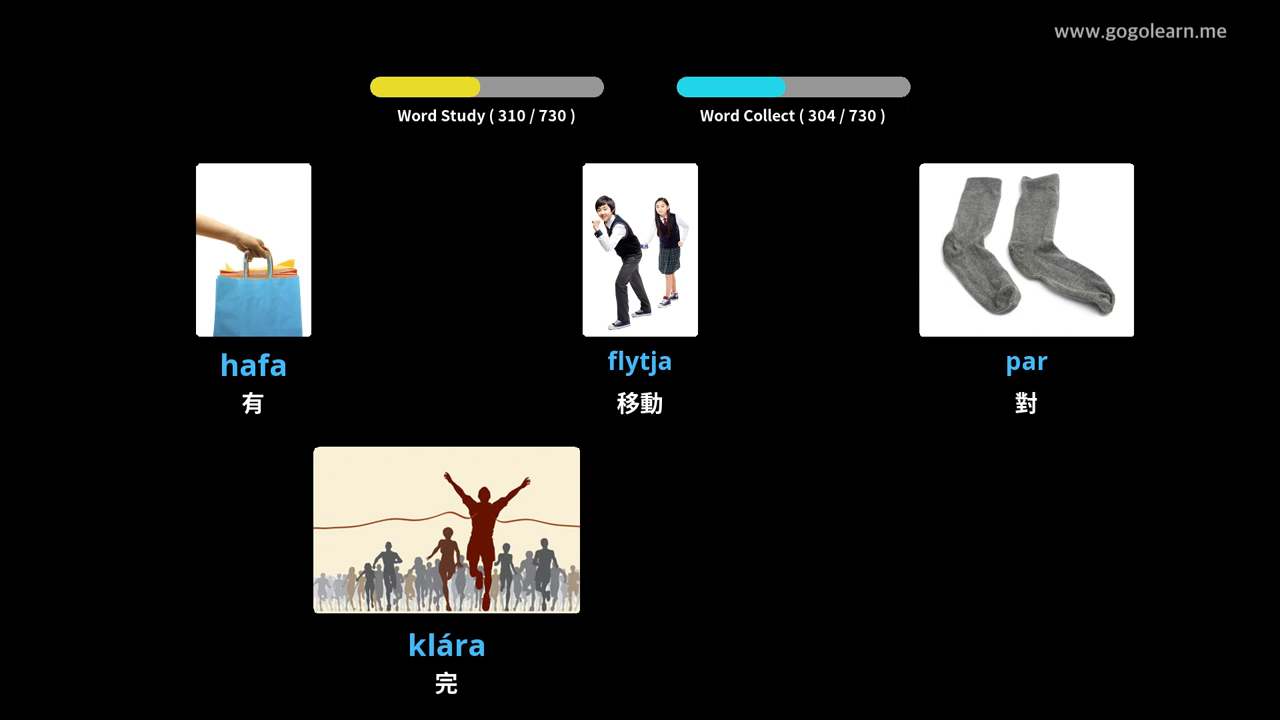 www.gogolearn.me
Word Study ( 310 / 730 )
Word Collect ( 304 / 730 )
hafa
有
flytja
移動
par
對
klára
完